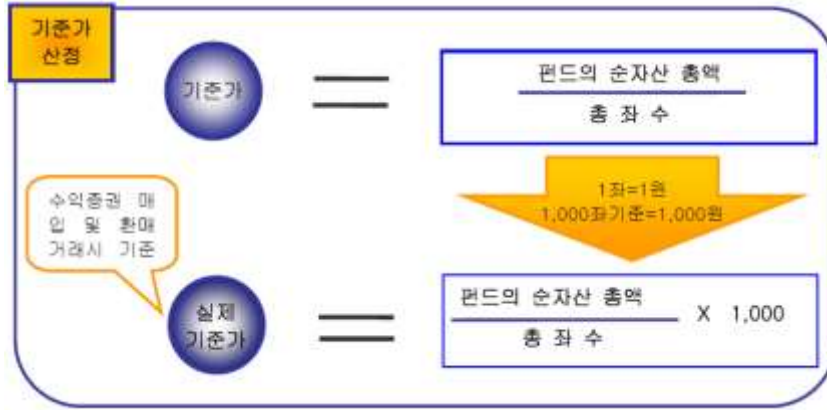 기준가
산정
기준가
펀드의 순자산 총액
총 좌 수
1좌=1원
1,000좌기준=1,000원
수익증권 매
입 및 환매
거래시 기준
실제
기준가
펀드의 순자산 총액
총 좌 수
X 1,000